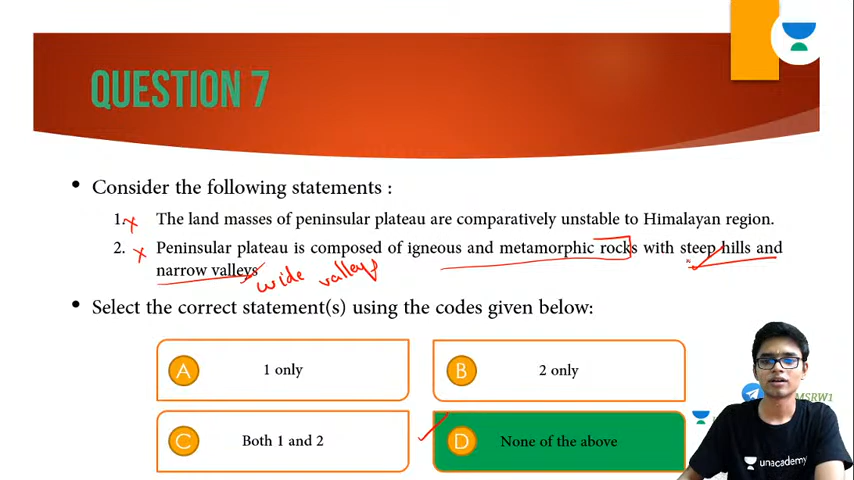 QUESTION 7
• Consider the following statements :
1. x The land masses of peninsular plateau are comparatively unstable to Himalayan region.
2. x Peninsular plateau is composed of igneous and metamorphic rocks with steep hills and
narrow valleys wide valleys
• Select the correct statement(s) using the codes given below:
A 1 only
B 2 only
C Both 1 and 2
D None of the above
MSRW1
unacademy